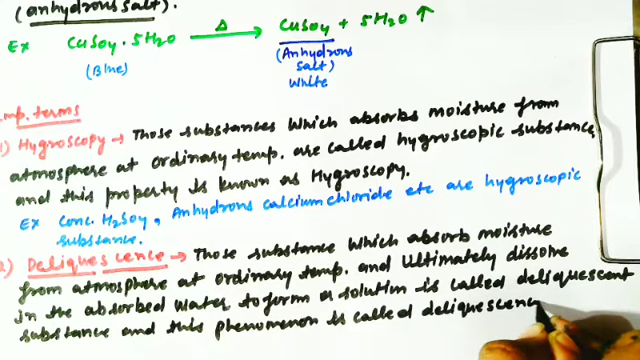 (anhydrous salt).
Ex CuSO4 · 5H2O —Δ→ CuSO4 + 5H2O ↑
(Blue)
(Anhydrous
salt)
white
mp. terms
1) Hygroscopy → Those substances which absorbs moisture from
atmosphere at ordinary temp. are called hygroscopic substance
and this property is known as Hygroscopy.
Ex Conc. H2SO4, Anhydrous calcium chloride etc are hygroscopic
substance.
2) Deliquescence → Those substance which absorb moisture
from atmosphere at ordinary temp. and Ultimately dissolve
in the absorbed water to form a solution is called deliquescent
substance and this phenomenon is called deliquescenc